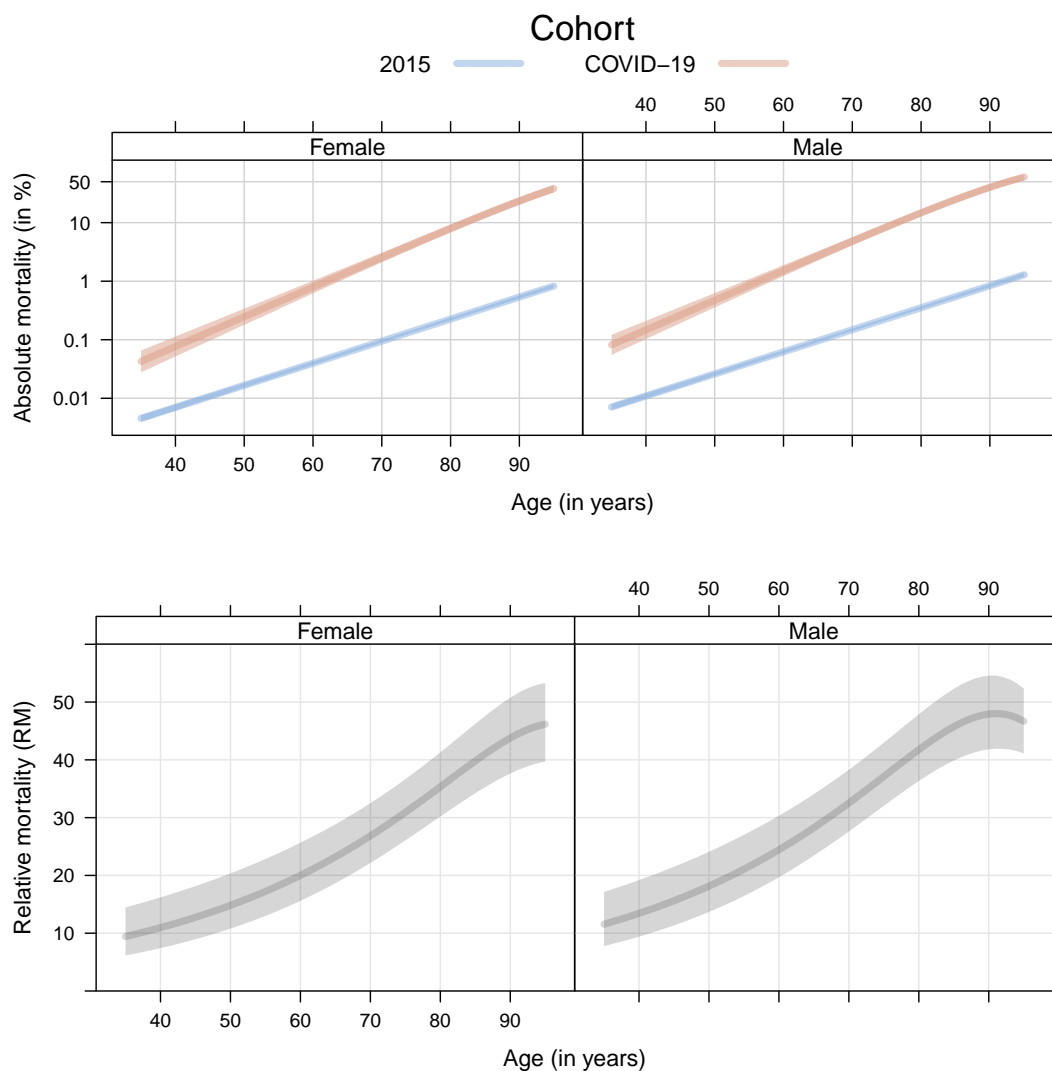 Cohort
2015 COVID−19
40 50 60 70 80 90
Female Male
Absolute mortality (in %)
50
10
1
0.1
0.01
40 50 60 70 80 90
Age (in years)
40 50 60 70 80 90
Female Male
Relative mortality (RM)
50
40
30
20
10
40 50 60 70 80 90
Age (in years)